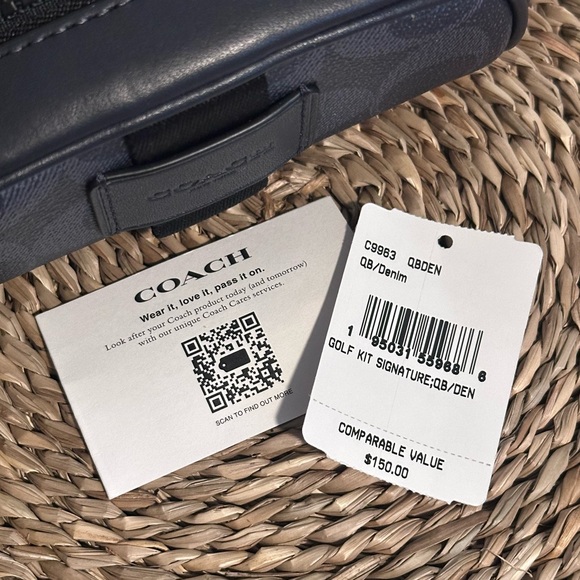 COACH
COACH
Wear it, love it, pass it on.
Look after your Coach product today (and tomorrow)
with our unique Coach Cares services.
SCAN TO FIND OUT MORE
C9963 QBDEN
QB/Denim
1 95031 55968 6
GOLF KIT SIGNATURE;QB/DEN
COMPARABLE VALUE
$150.00